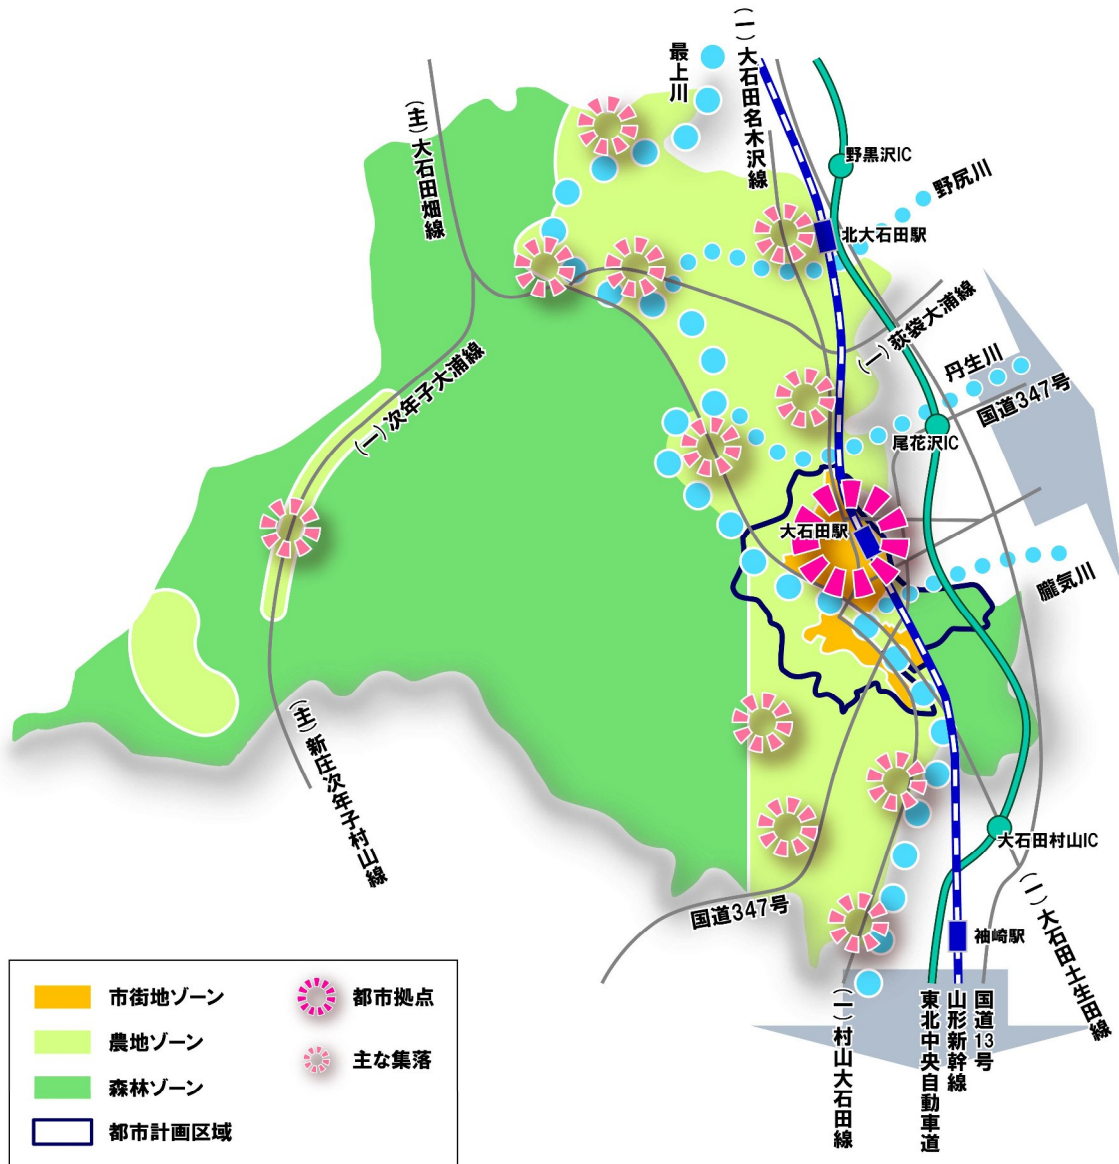 (一)大石田名木沢線
最上川
(主)大石田畑線
野黒沢IC
野尻川
北大石田駅
(一)荻袋大浦線
丹生川
国道347号
(一)次年子大浦線
尾花沢IC
大石田駅
朧気川
(主)新庄次年子村山線
大石田村山IC
国道347号
袖崎駅
(一)大石田土生田線
(一)村山大石田線
東北中央自動車道
山形新幹線
国道13号
市街地ゾーン
都市拠点
農地ゾーン
主な集落
森林ゾーン
都市計画区域